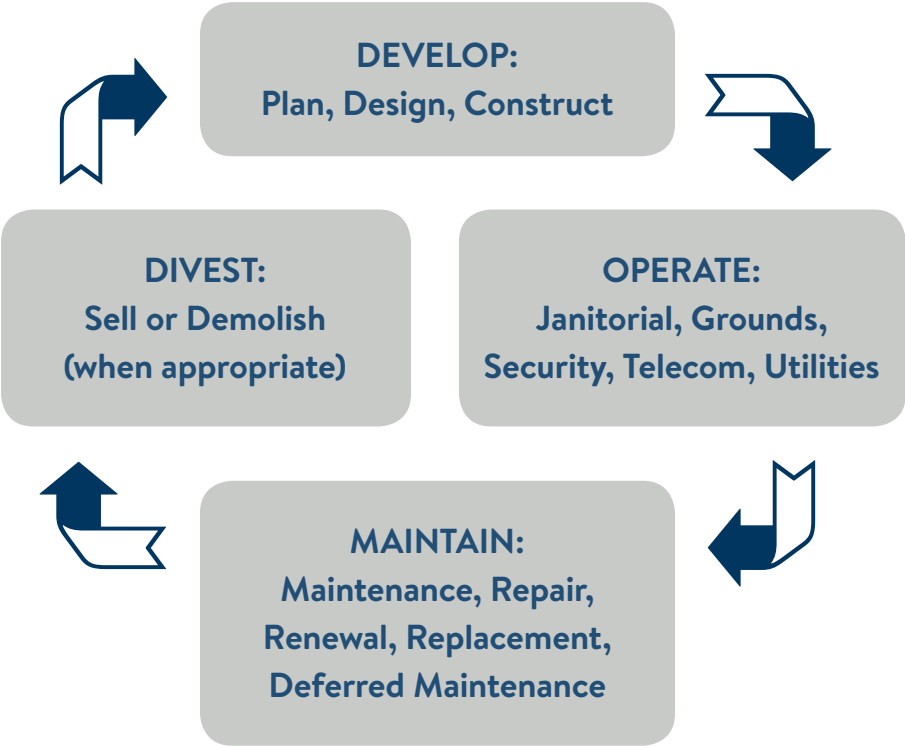 DEVELOP:
Plan, Design, Construct
DIVEST:
Sell or Demolish
(when appropriate)
OPERATE:
Janitorial, Grounds,
Security, Telecom, Utilities
MAINTAIN:
Maintenance, Repair,
Renewal, Replacement,
Deferred Maintenance